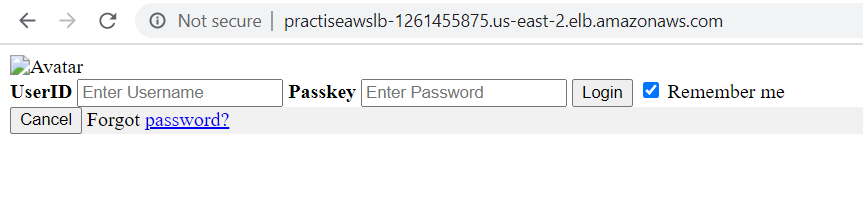 Not secure | practiseawslb-1261455875.us-east-2.elb.amazonaws.com
Avatar
UserID Enter Username Passkey Enter Password Login Remember me
Cancel Forgot password?